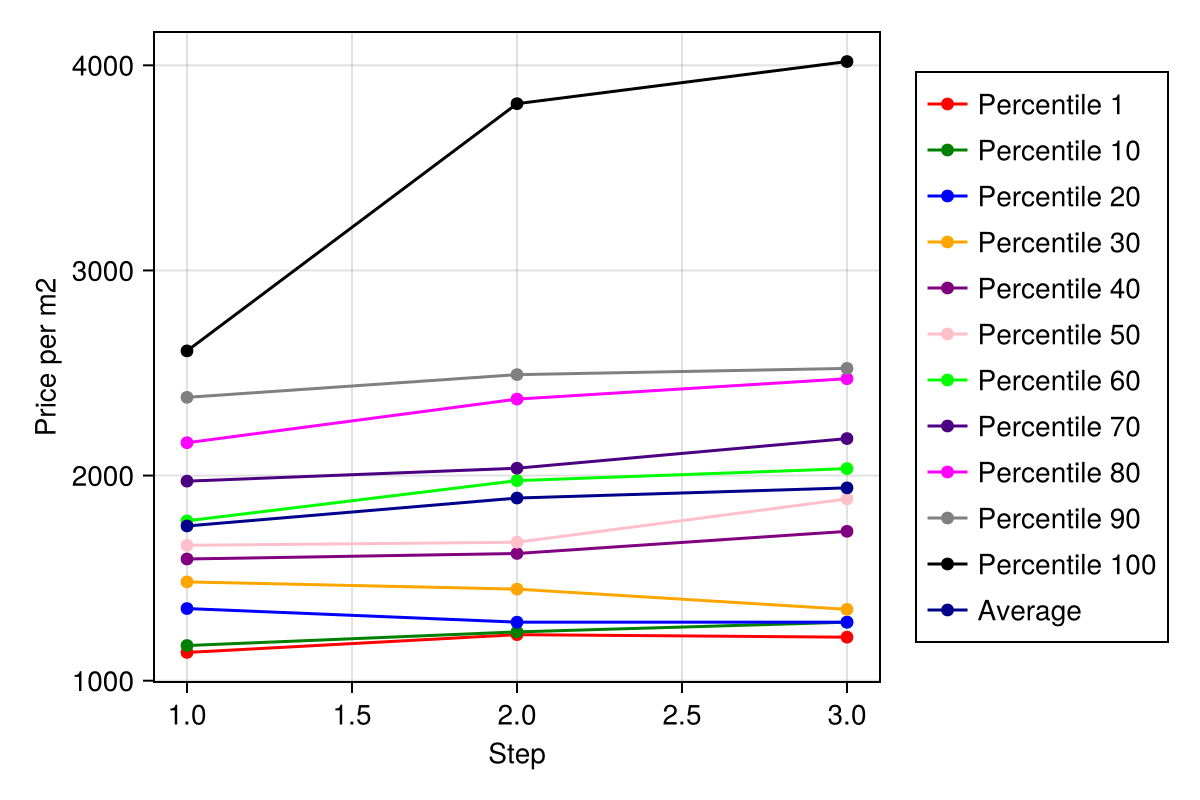 4000
3000
2000
1000
Price per m2
1.0 1.5 2.0 2.5 3.0
Step
Percentile 1
Percentile 10
Percentile 20
Percentile 30
Percentile 40
Percentile 50
Percentile 60
Percentile 70
Percentile 80
Percentile 90
Percentile 100
Average